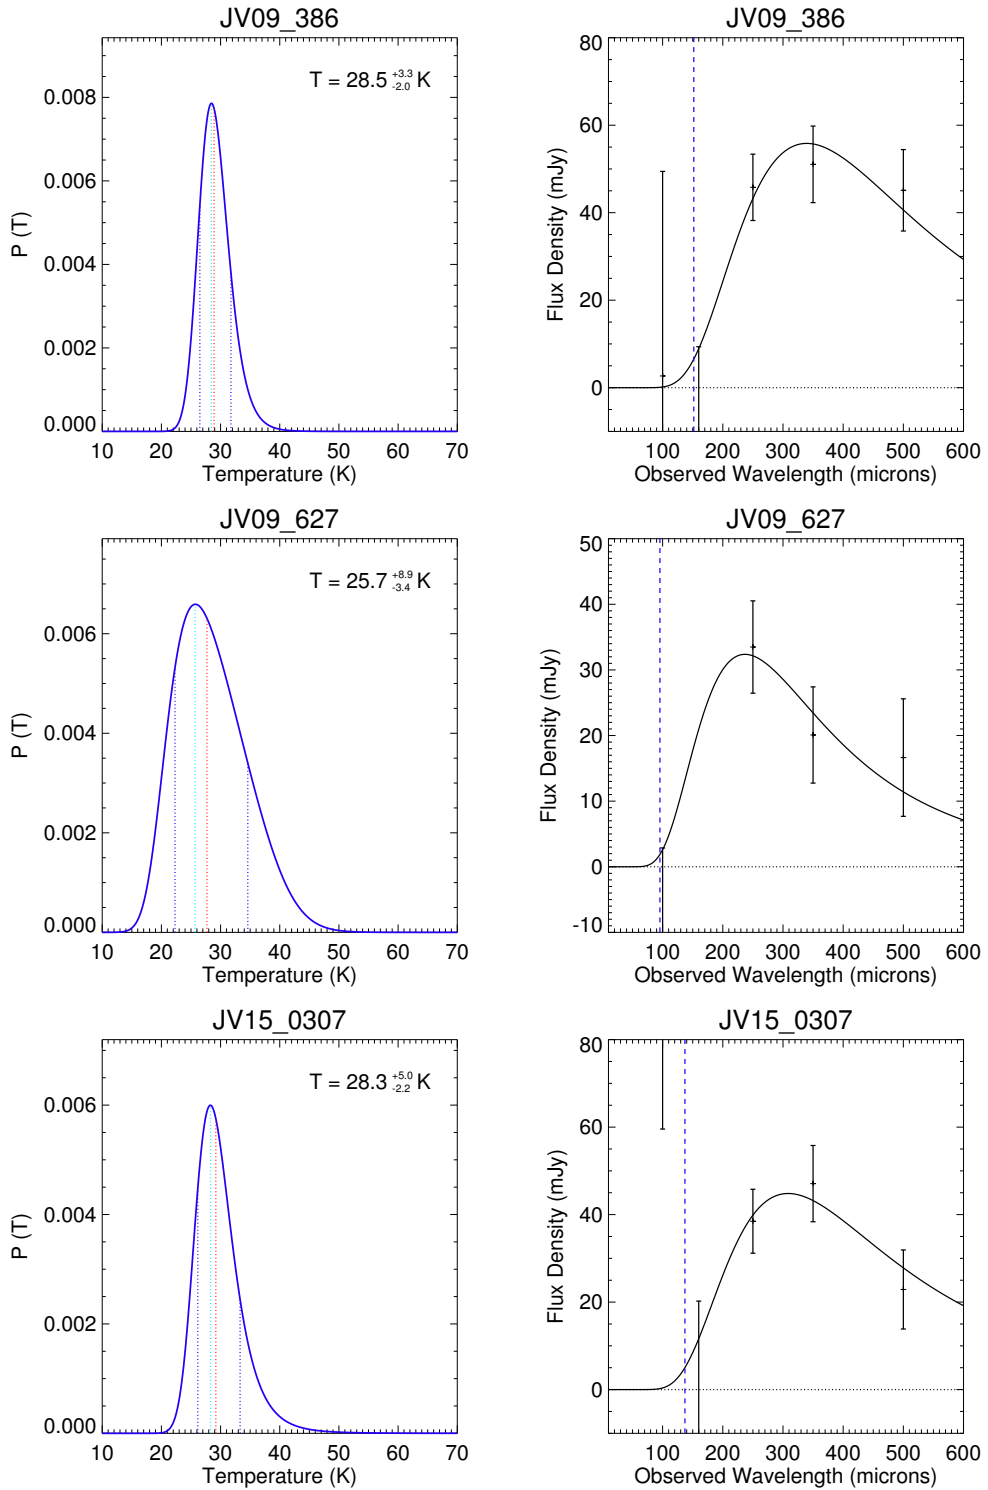 JV09_386
T = 28.5 +3.3 -2.0 K
P (T)
0.008
0.006
0.004
0.002
0.000
10 20 30 40 50 60 70
Temperature (K)
JV09_386
Flux Density (mJy)
80
60
40
20
0
100 200 300 400 500 600
Observed Wavelength (microns)
JV09_627
T = 25.7 +8.9 -3.4 K
P (T)
0.006
0.004
0.002
0.000
10 20 30 40 50 60 70
Temperature (K)
JV09_627
Flux Density (mJy)
50
40
30
20
10
0
-10
100 200 300 400 500 600
Observed Wavelength (microns)
JV15_0307
T = 28.3 +5.0 -2.2 K
P (T)
0.006
0.004
0.002
0.000
10 20 30 40 50 60 70
Temperature (K)
JV15_0307
Flux Density (mJy)
80
60
40
20
0
100 200 300 400 500 600
Observed Wavelength (microns)